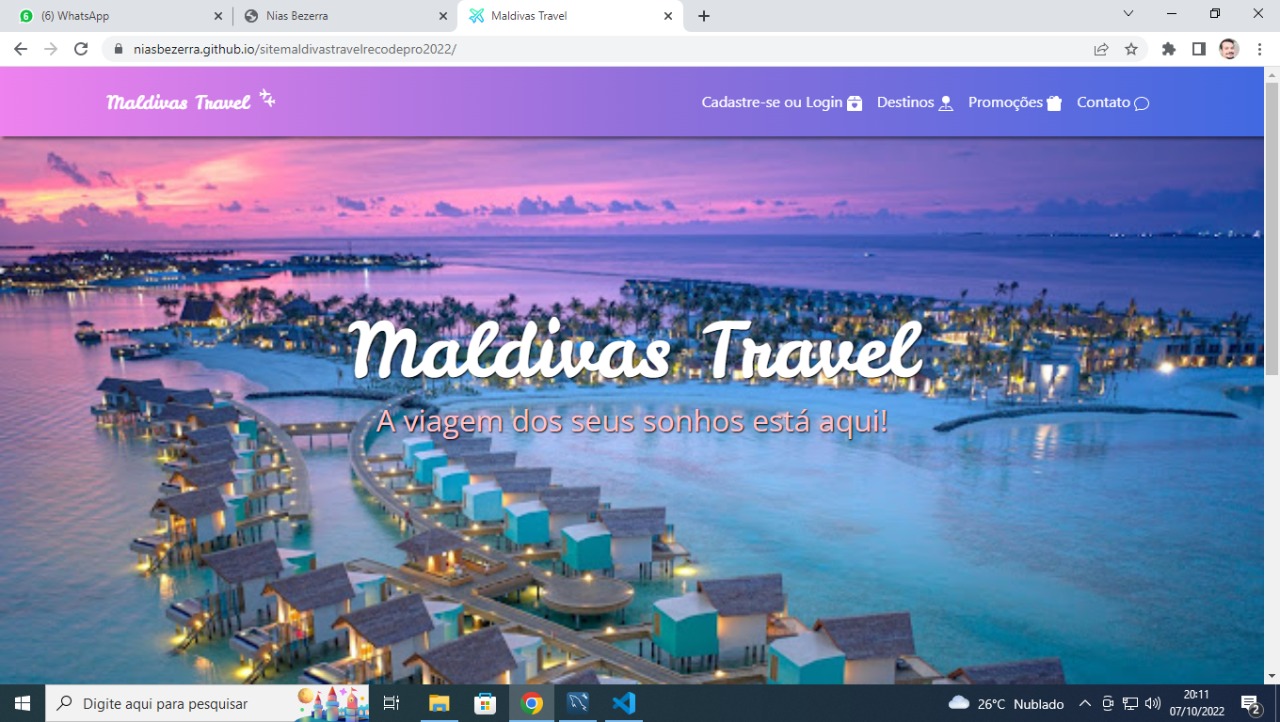 (6) WhatsApp
Nias Bezerra
Maldivas Travel
niasbezerra.github.io/sitemaldivastravelrecodepro2022/
Maldivas Travel
Cadastre-se ou Login
Destinos
Promoções
Contato
Maldivas Travel
A viagem dos seus sonhos está aqui!
Digite aqui para pesquisar
26°C Nublado
20:11
07/10/2022
2